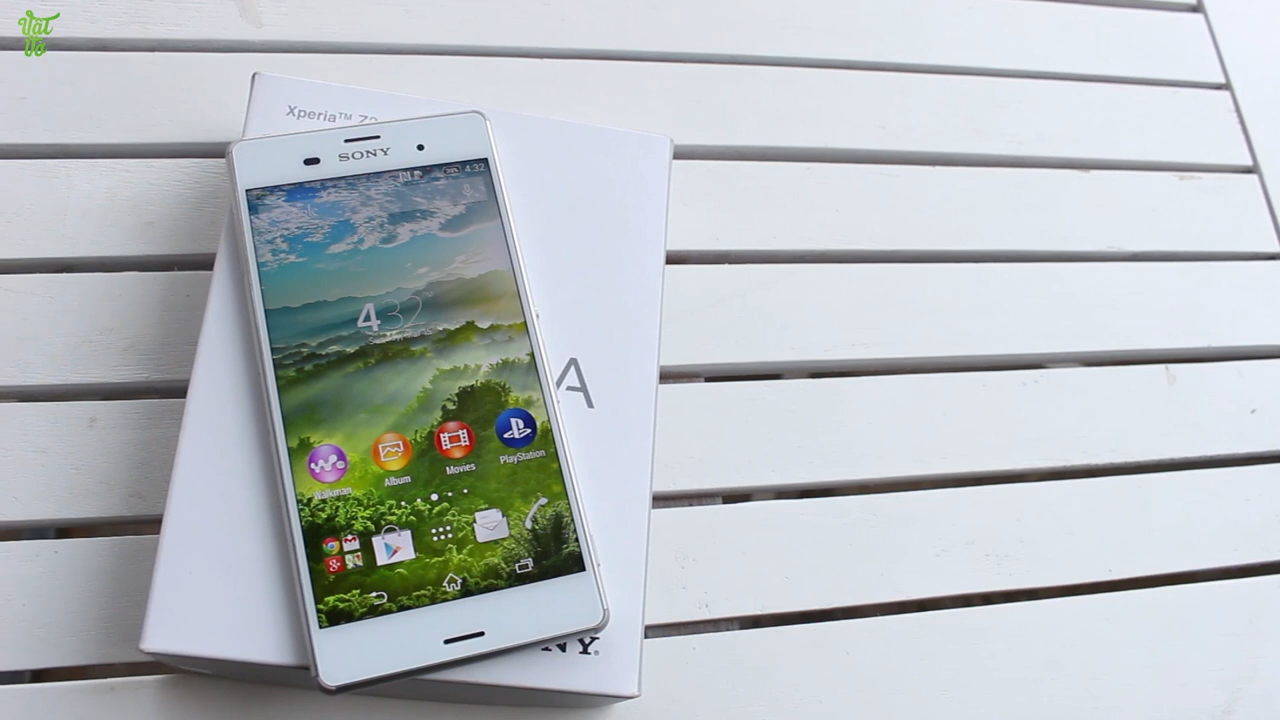 Vật
Vờ
Xperia™ Z
SONY
4:32
4 32
Walkman
Album
Movies
PlayStation
A
NY.